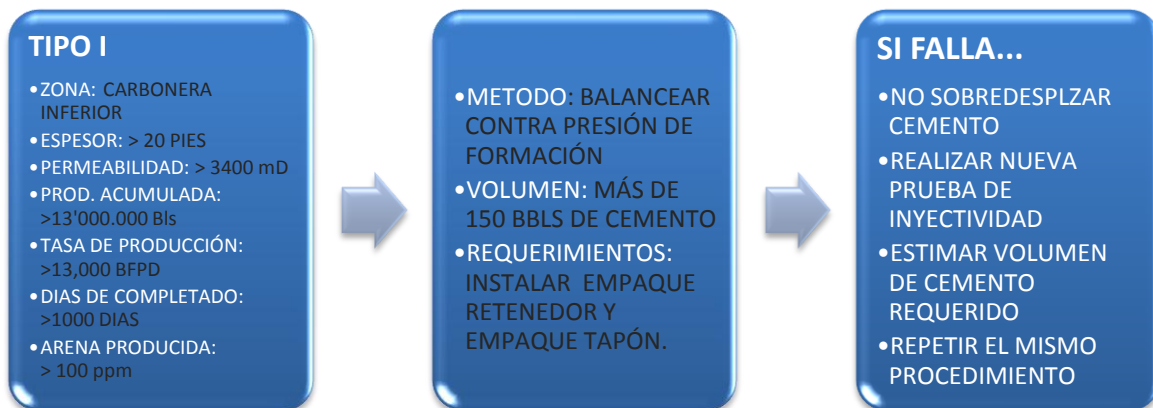 TIPO I
•ZONA: CARBONERA
INFERIOR
•ESPESOR: > 20 PIES
•PERMEABILIDAD: > 3400 mD
•PROD. ACUMULADA:
>13'000.000 Bls
•TASA DE PRODUCCIÓN:
>13,000 BFPD
•DIAS DE COMPLETADO:
>1000 DIAS
•ARENA PRODUCIDA:
> 100 ppm
•METODO: BALANCEAR
CONTRA PRESIÓN DE
FORMACIÓN
•VOLUMEN: MÁS DE
150 BBLS DE CEMENTO
•REQUERIMIENTOS:
INSTALAR EMPAQUE
RETENEDOR Y
EMPAQUE TAPÓN.
SI FALLA...
•NO SOBREDESPLZAR
CEMENTO
•REALIZAR NUEVA
PRUEBA DE
INYECTIVIDAD
•ESTIMAR VOLUMEN
DE CEMENTO
REQUERIDO
•REPETIR EL MISMO
PROCEDIMIENTO